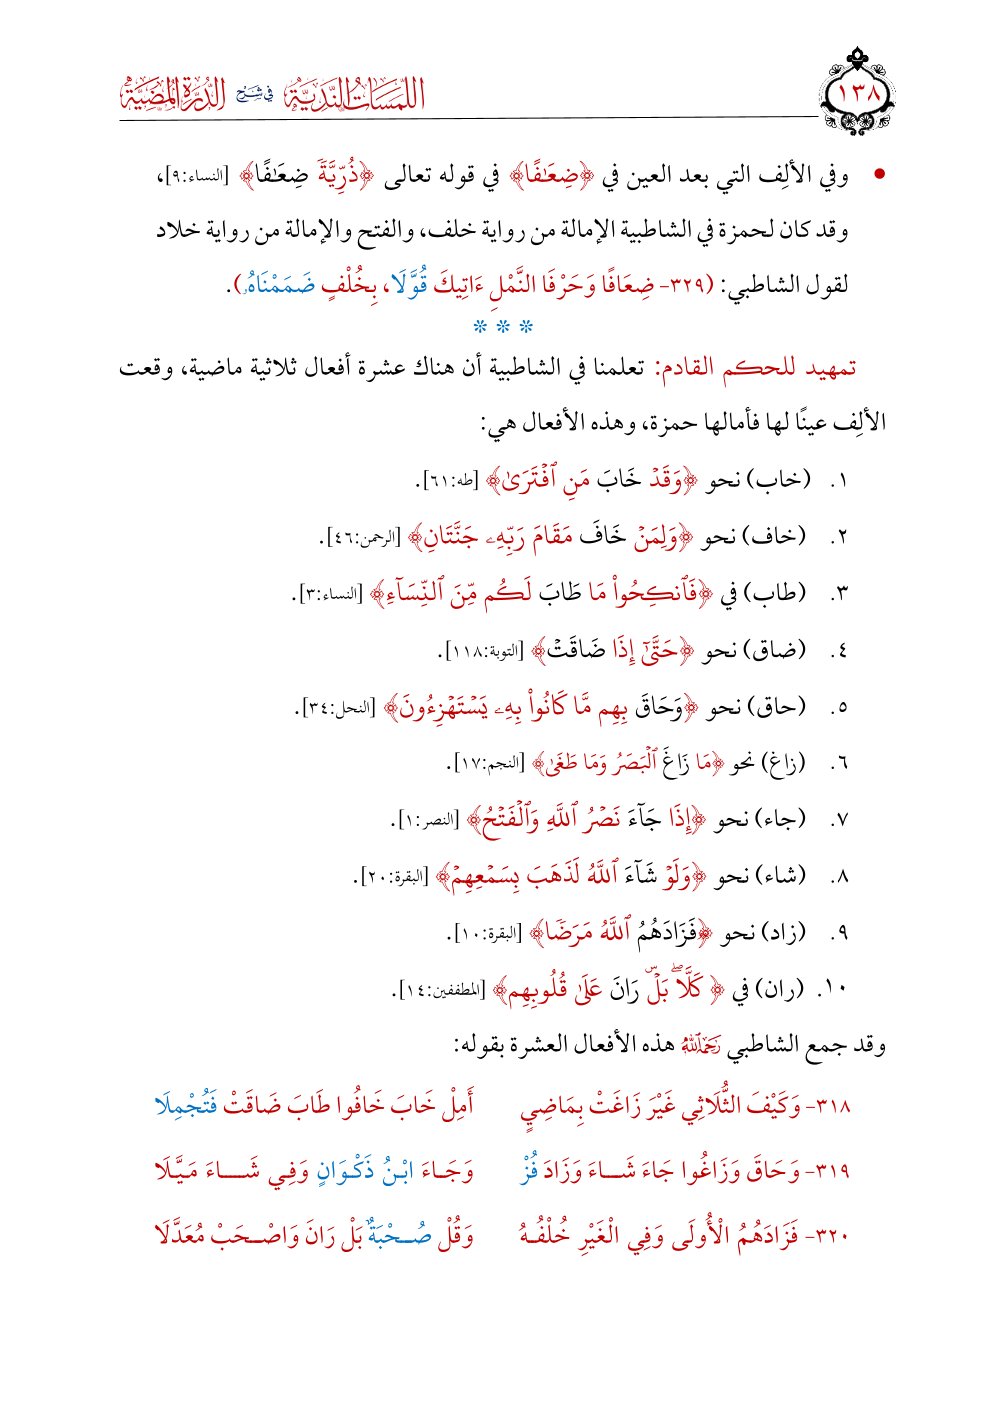 ١٣٨
اللمسات الندية في شرح الدرة المضية
• وفي الألِف التي بعد العين في ﴿ضِعَٰفًا﴾ في قوله تعالى ﴿ذُرِّيَّةٗ ضِعَٰفًا﴾ [النساء:٩]،
وقد كان لحمزة في الشاطبية الإمالة من رواية خلف، والفتح والإمالة من رواية خلاد
لقول الشاطبي: (٣٢٩- ضِعَافًا وَحَرْفَا النَّمْلِ ءَاتِيكَ قُوَّلَا، بِخُلْفٍ ضَمَمْنَاهُۥ).
***
تمهيد للحكم القادم: تعلمنا في الشاطبية أن هناك عشرة أفعال ثلاثية ماضية، وقعت
الألِف عينًا لها فأمالها حمزة، وهذه الأفعال هي:
١. (خاب) نحو ﴿وَقَدۡ خَابَ مَنِ ٱفۡتَرَىٰ﴾ [طه:٦١].
٢. (خاف) نحو ﴿وَلِمَنۡ خَافَ مَقَامَ رَبِّهِۦ جَنَّتَانِ﴾ [الرحمن:٤٦].
٣. (طاب) في ﴿فَٱنكِحُواْ مَا طَابَ لَكُم مِّنَ ٱلنِّسَآءِ﴾ [النساء:٣].
٤. (ضاق) نحو ﴿حَتَّىٰٓ إِذَا ضَاقَتۡ﴾ [التوبة:١١٨].
٥. (حاق) نحو ﴿وَحَاقَ بِهِم مَّا كَانُواْ بِهِۦ يَسۡتَهۡزِءُونَ﴾ [النحل:٣٤].
٦. (زاغ) نحو ﴿مَا زَاغَ ٱلۡبَصَرُ وَمَا طَغَىٰ﴾ [النجم:١٧].
٧. (جاء) نحو ﴿إِذَا جَآءَ نَصۡرُ ٱللَّهِ وَٱلۡفَتۡحُ﴾ [النصر:١].
٨. (شاء) نحو ﴿وَلَوۡ شَآءَ ٱللَّهُ لَذَهَبَ بِسَمۡعِهِمۡ﴾ [البقرة:٢٠].
٩. (زاد) نحو ﴿فَزَادَهُمُ ٱللَّهُ مَرَضٗا﴾ [البقرة:١٠].
١٠. (ران) في ﴿كَلَّاۖ بَلۡۜ رَانَ عَلَىٰ قُلُوبِهِم﴾ [المطففين:١٤].
وقد جمع الشاطبي رَحِمَهُ ٱللَّهُ هذه الأفعال العشرة بقوله:
٣١٨- وَكَيْفَ الثُّلَاثِي غَيْرَ زَاغَتْ بِمَاضِيٍ أَمِلْ خَابَ خَافُوا طَابَ ضَاقَتْ فَتُجْمِلَا
٣١٩- وَحَاقَ وَزَاغُوا جَاءَ شَاءَ وَزَادَ فُزْ وَجَاءَ ابْنُ ذَكْوَانٍ وَفِي شَاءَ مَيَّلَا
٣٢٠- فَزَادَهُمُ الْأُولَى وَفِي الْغَيْرِ خُلْفُهُ وَقُلْ صُحْبَةٌ بَلْ رَانَ وَاصْحَبْ مُعَدَّلَا